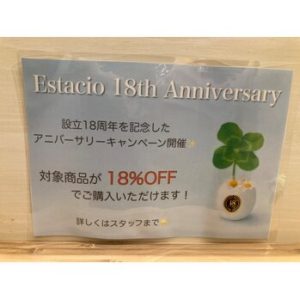 Estacio 18th Anniversary
設立18周年を記念した
アニバーサリーキャンペーン開催
対象商品が 18%OFF
でご購入いただけます！
詳しくはスタッフまで